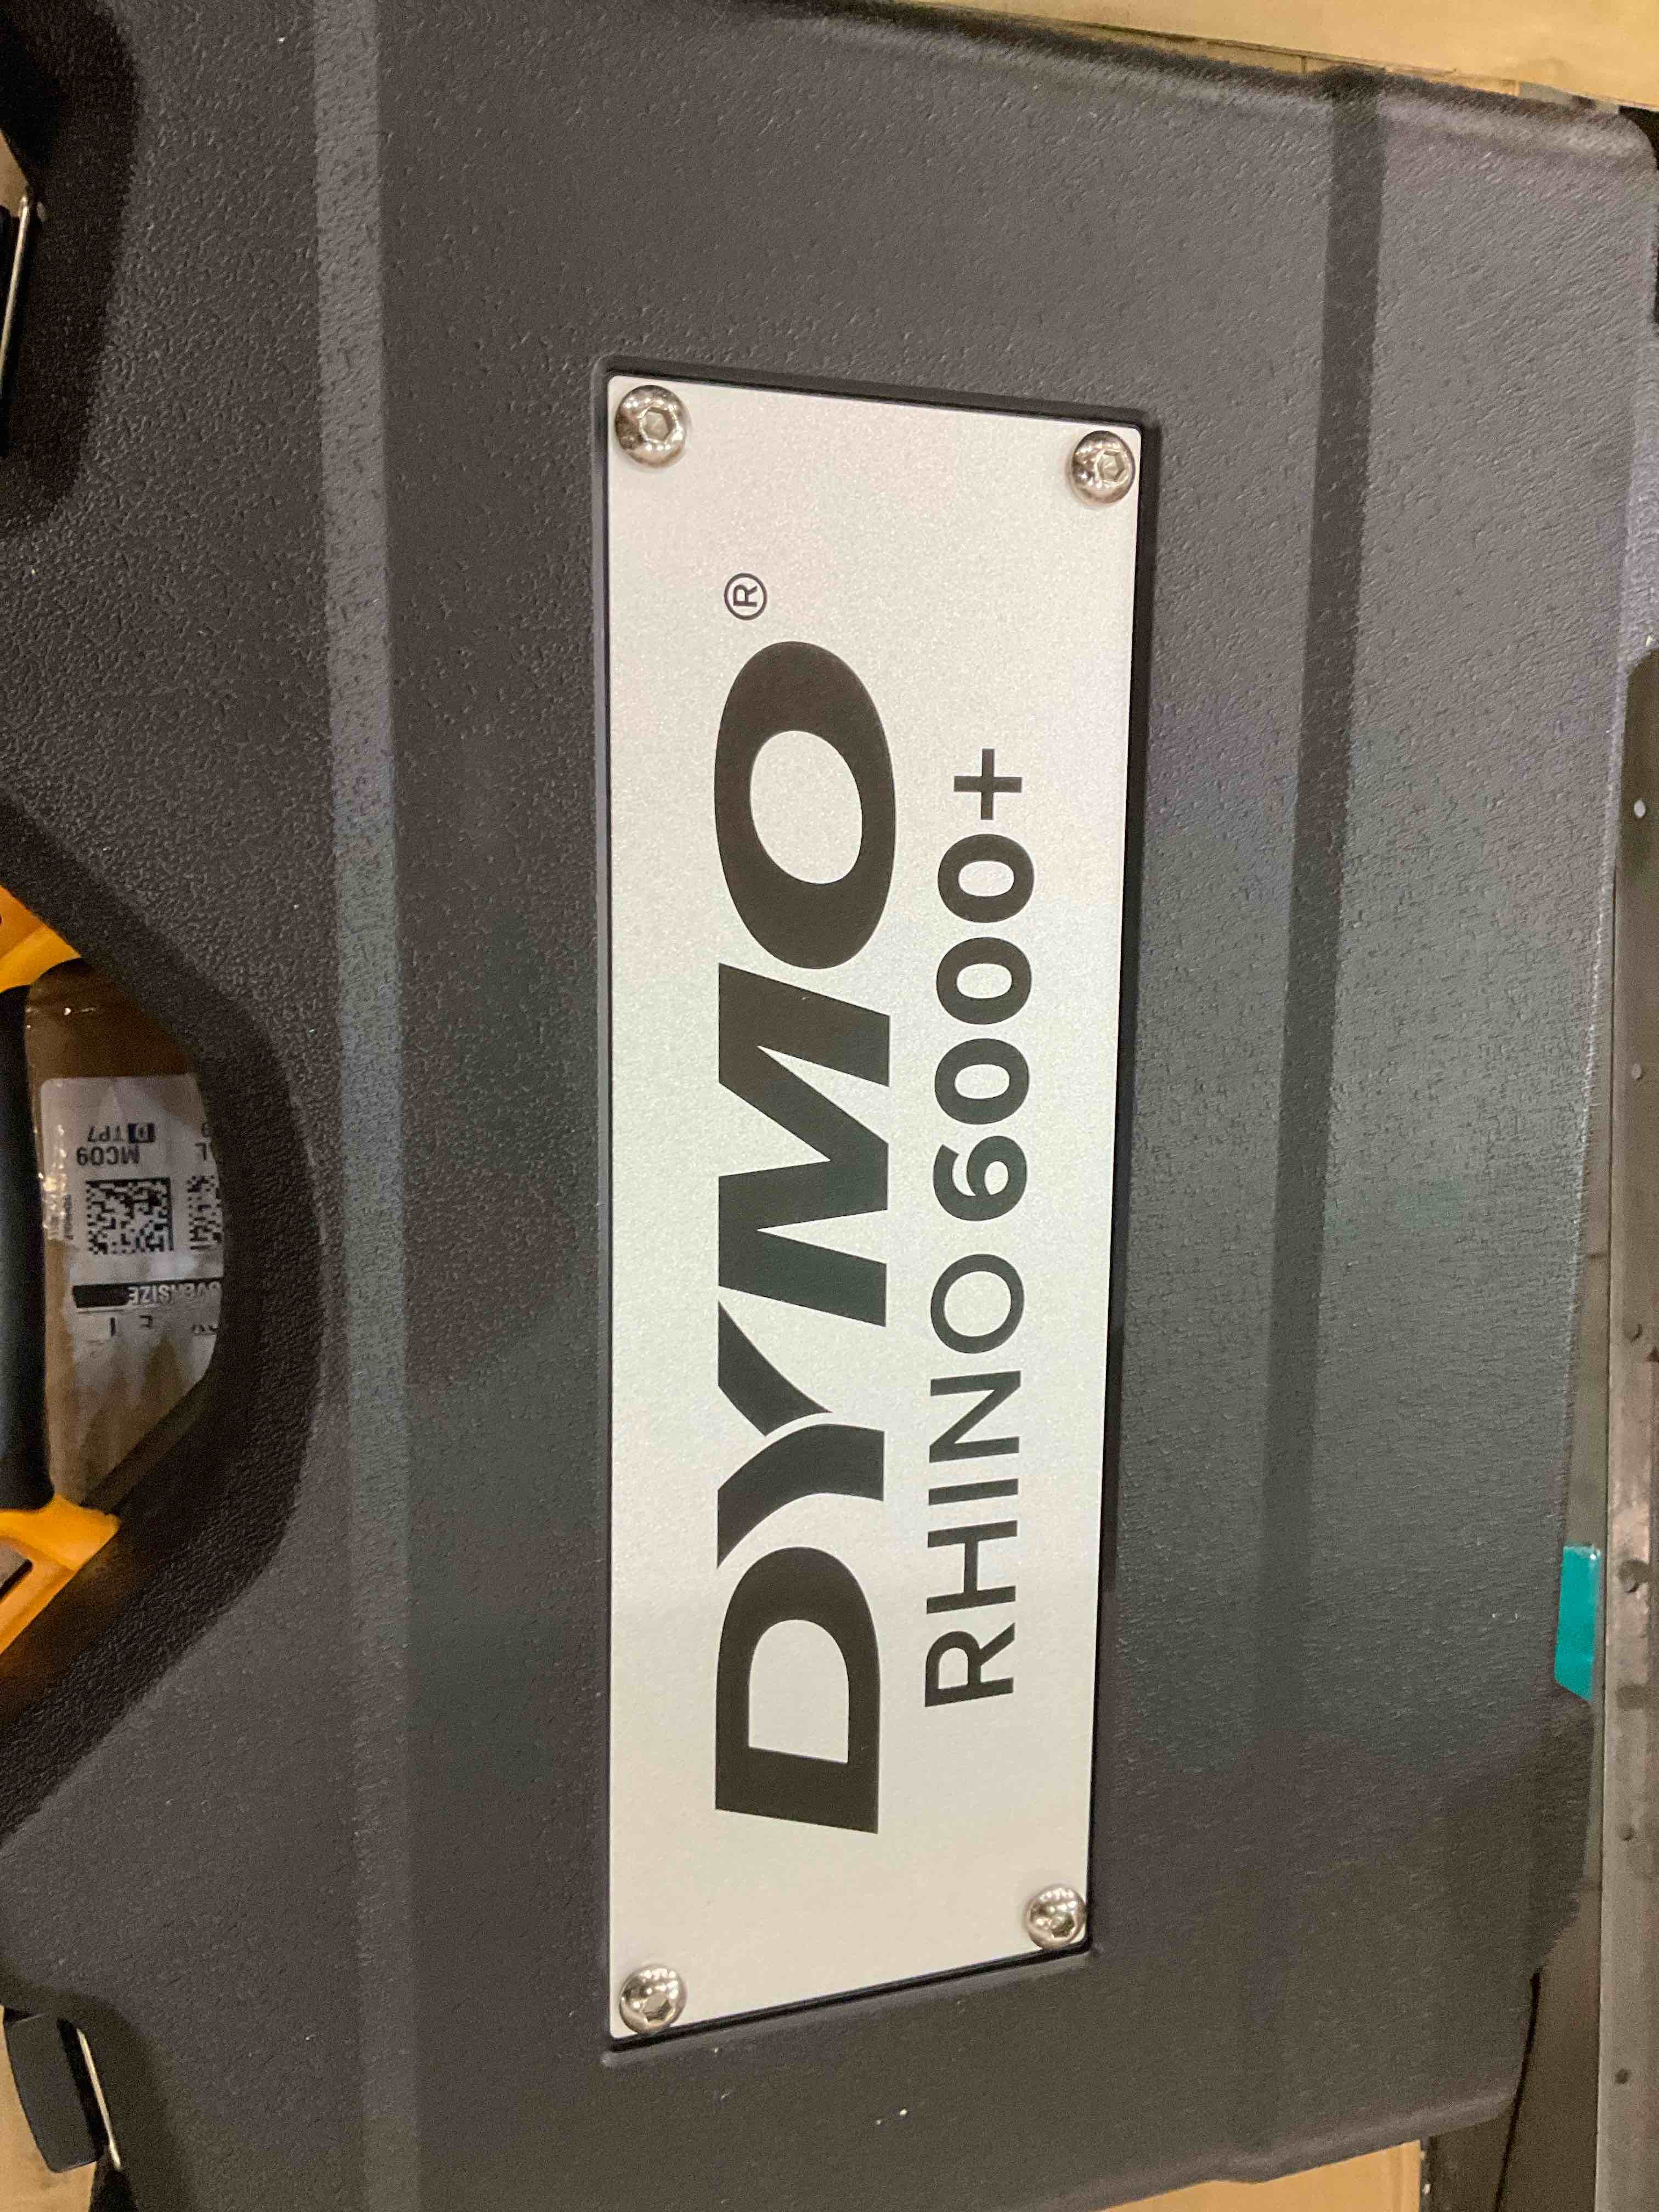 DYMO®
RHINO 6000+
MC09
TP7